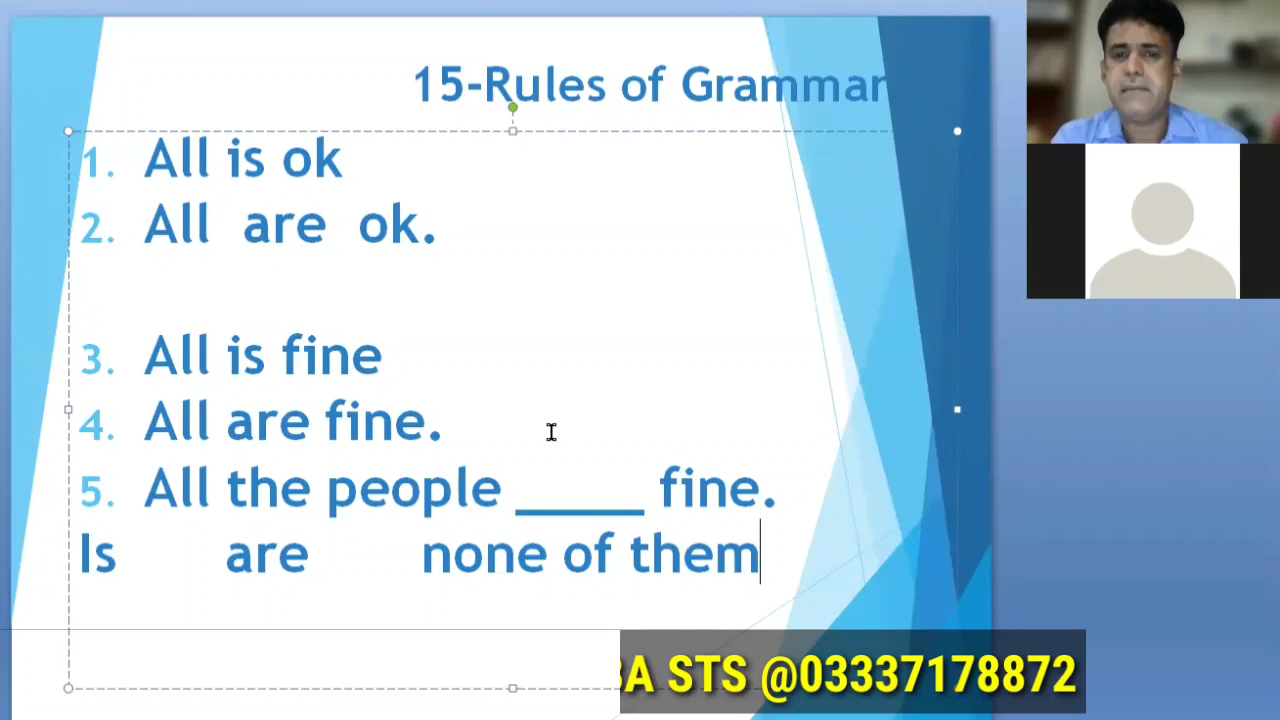 15-Rules of Grammar
1. All is ok
2. All are ok.
3. All is fine
4. All are fine.
5. All the people _____ fine.
Is are none of them
A STS @03337178872